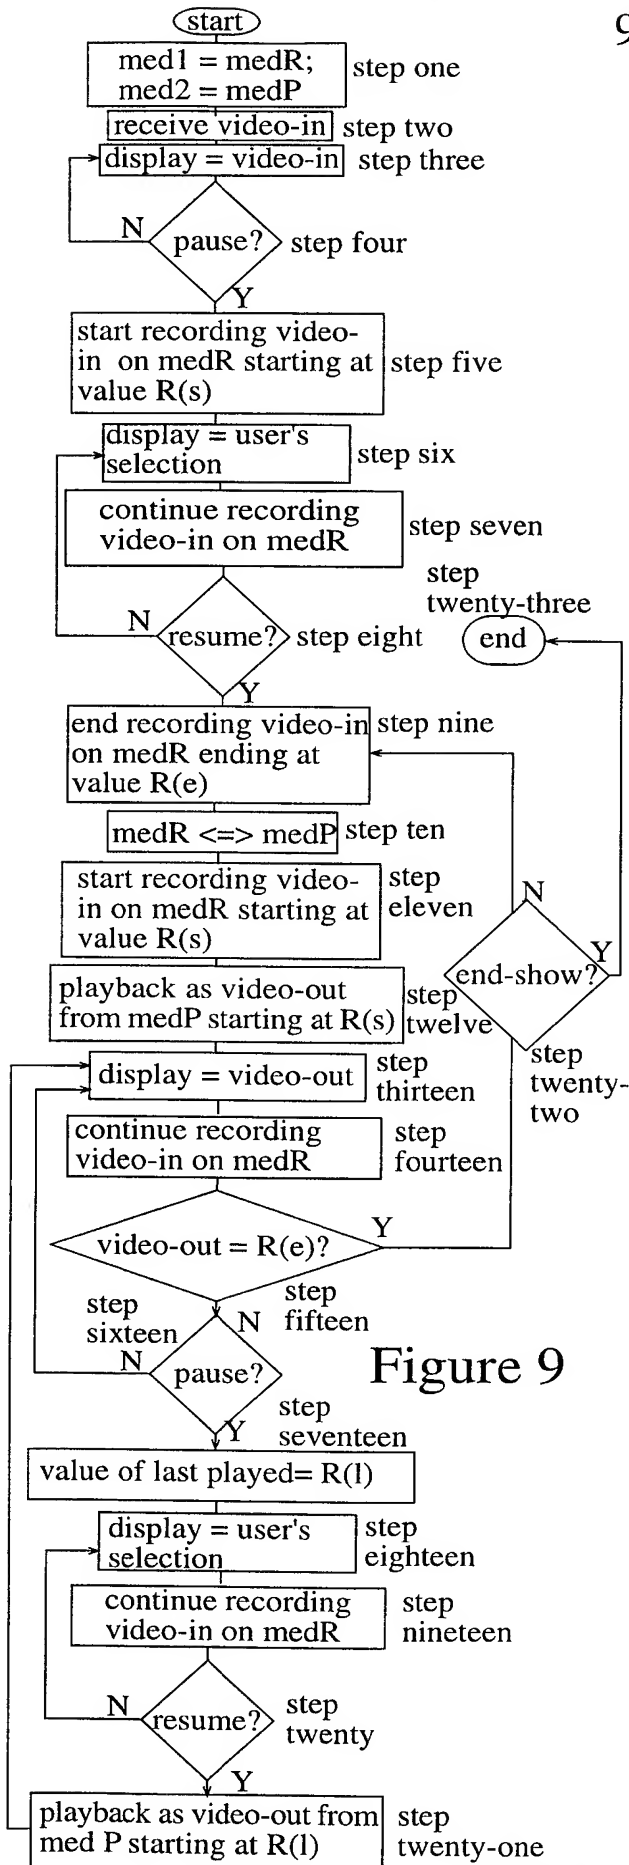 start
9
med1 = medR;
med2 = medP
step one
receive video-in
step two
display = video-in
step three
N
pause?
step four
Y
start recording video-
in on medR starting at
value R(s)
step five
display = user's
selection
step six
continue recording
video-in on medR
step seven
N
resume?
step eight
Y
step
twenty-three
end
end recording video-in
on medR ending at
value R(e)
step nine
medR <=> medP
step ten
start recording video-
in on medR starting at
value R(s)
step
eleven
N
end-show?
Y
step
twenty-
two
playback as video-out
from medP starting at R(s)
step
twelve
display = video-out
step
thirteen
continue recording
video-in on medR
step
fourteen
video-out = R(e)?
Y
step
fifteen
N
step
sixteen
N
pause?
Figure 9
Y
step
seventeen
value of last played= R(l)
display = user's
selection
step
eighteen
continue recording
video-in on medR
step
nineteen
N
resume?
step
twenty
Y
playback as video-out from
med P starting at R(l)
step
twenty-one